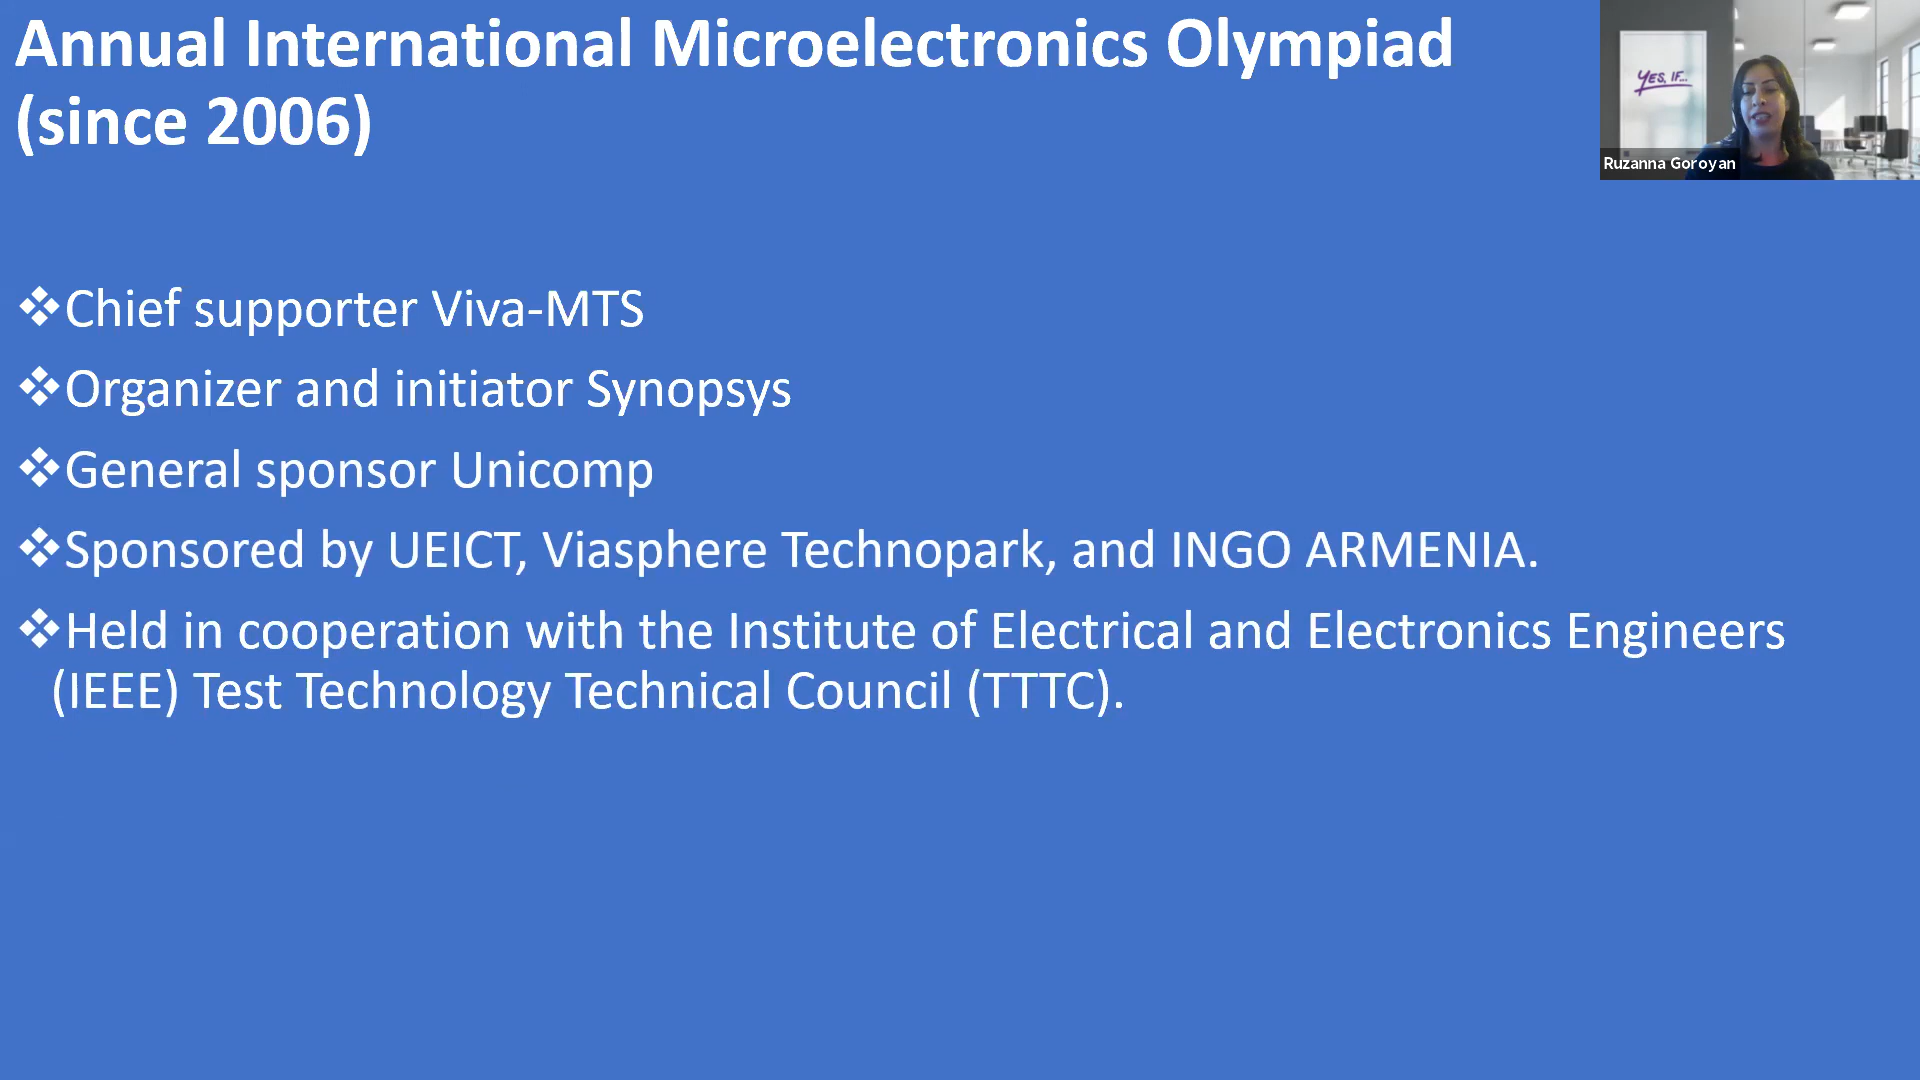 Annual International Microelectronics Olympiad
(since 2006)
YES, IF...
Ruzanna Goroyan
❖Chief supporter Viva-MTS
❖Organizer and initiator Synopsys
❖General sponsor Unicomp
❖Sponsored by UEICT, Viasphere Technopark, and INGO ARMENIA.
❖Held in cooperation with the Institute of Electrical and Electronics Engineers
(IEEE) Test Technology Technical Council (TTTC).